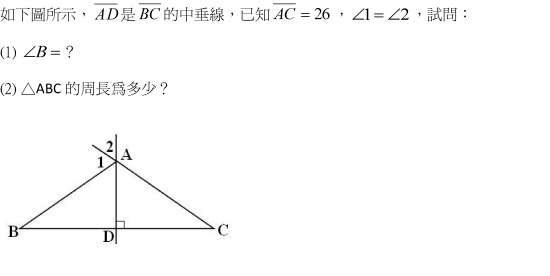 如下圖所示，AD是BC的中垂線，已知AC = 26，∠1=∠2，試問：
(1) ∠B = ？
(2) △ABC 的周長為多少？
2
1
A
B
D
C